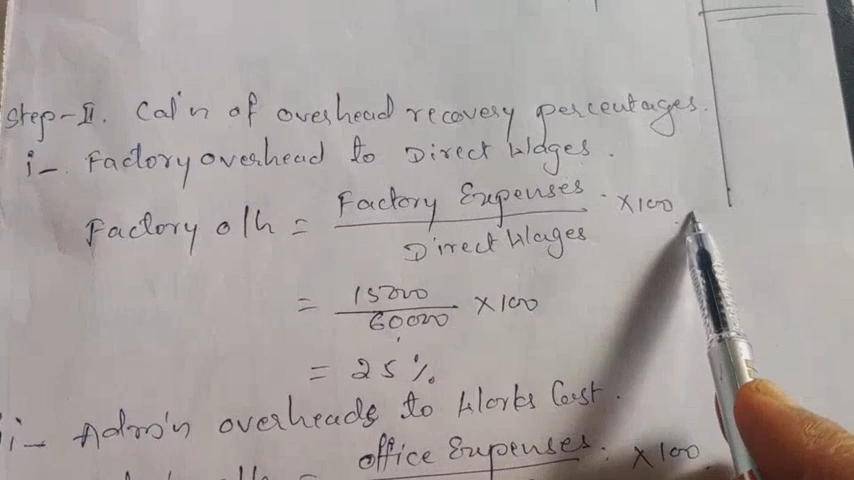 Step-II. Cal'n of overhead recovery percentages.
i- Factory overhead to Direct Wages.
Factory o/h = Factory Expenses / Direct Wages × 100
= 15000 / 60000 × 100
= 25%
ii- Adm'n overheads to Works Cost.
office Expenses × 100